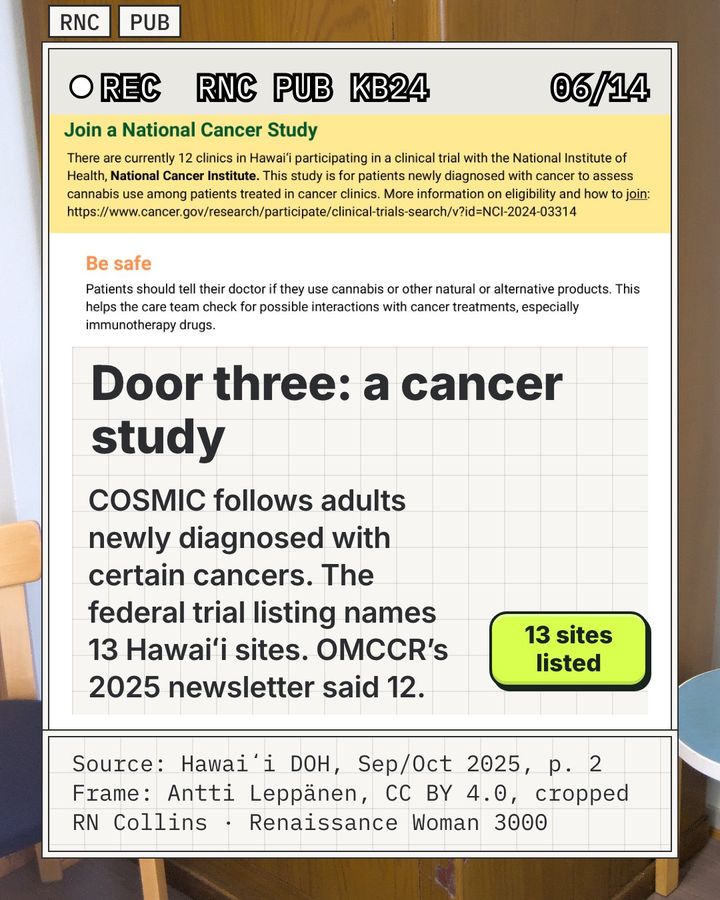 RNC PUB
REC RNC PUB KB24 06/14
Join a National Cancer Study
There are currently 12 clinics in Hawaiʻi participating in a clinical trial with the National Institute of
Health, National Cancer Institute. This study is for patients newly diagnosed with cancer to assess
cannabis use among patients treated in cancer clinics. More information on eligibility and how to join:
https://www.cancer.gov/research/participate/clinical-trials-search/v?id=NCI-2024-03314
Be safe
Patients should tell their doctor if they use cannabis or other natural or alternative products. This
helps the care team check for possible interactions with cancer treatments, especially
immunotherapy drugs.
Door three: a cancer
study
COSMIC follows adults
newly diagnosed with
certain cancers. The
federal trial listing names
13 Hawaiʻi sites. OMCCR’s
2025 newsletter said 12.
13 sites
listed
Source: Hawaiʻi DOH, Sep/Oct 2025, p. 2
Frame: Antti Leppänen, CC BY 4.0, cropped
RN Collins · Renaissance Woman 3000